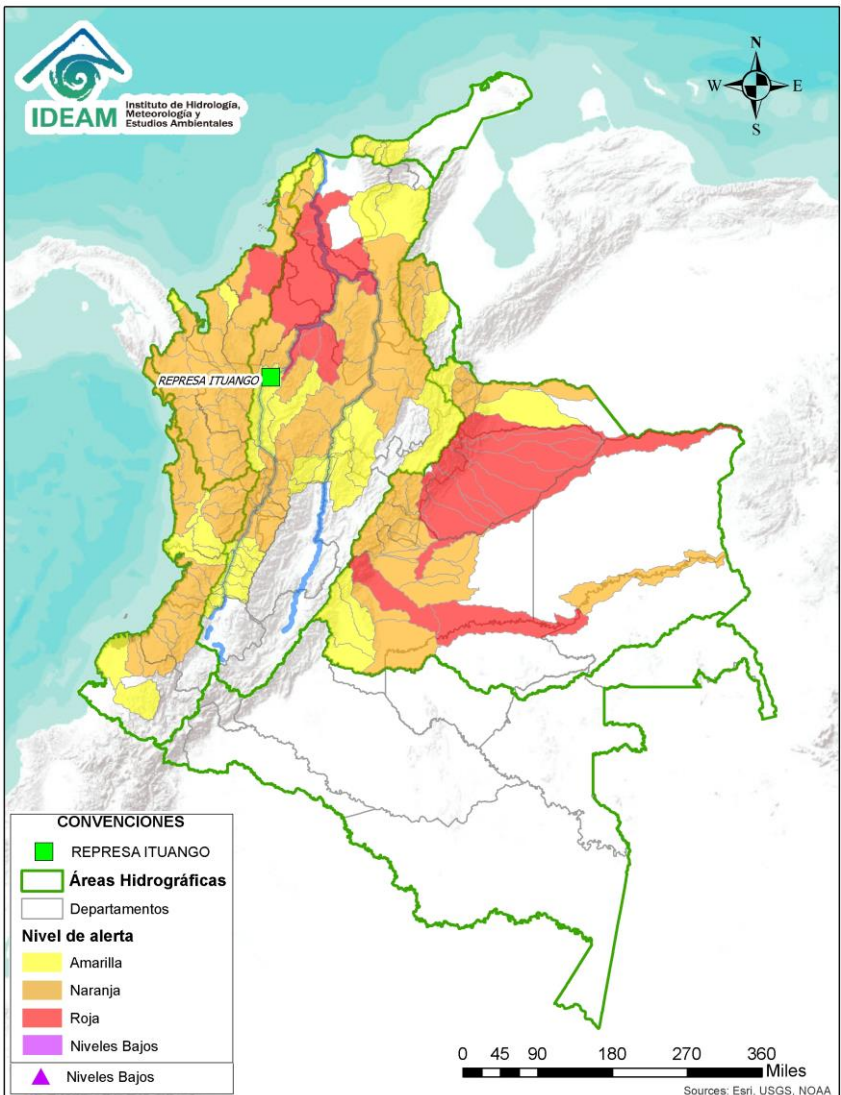 IDEAM
Instituto de Hidrología,
Meteorología y
Estudios Ambientales
N
W
E
S
REPRESA ITUANGO
CONVENCIONES
REPRESA ITUANGO
Áreas Hidrográficas
Departamentos
Nivel de alerta
Amarilla
Naranja
Roja
Niveles Bajos
Niveles Bajos
0 45 90 180 270 360
Miles
Sources: Esri, USGS, NOAA